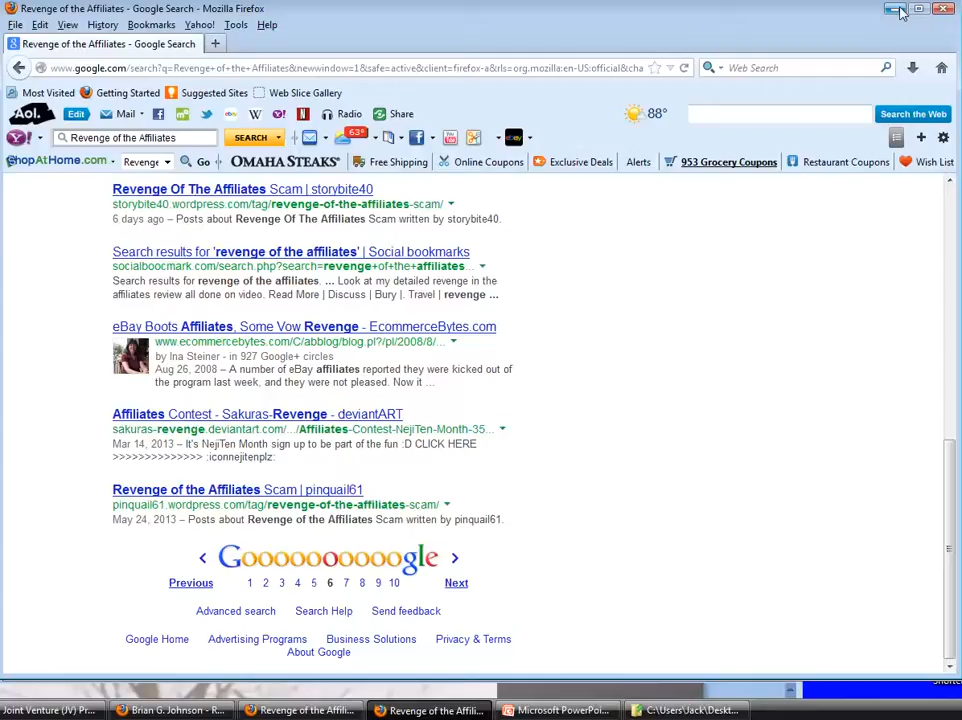 Revenge of the Affiliates - Google Search - Mozilla Firefox
File Edit View History Bookmarks Yahoo! Tools Help
Revenge of the Affiliates - Google Search +
www.google.com/search?q=Revenge+of+the+Affiliates&newwindow=1&safe=active&client=firefox-a&rls=org.mozilla:en-US:official&cha Web Search
Most Visited Getting Started Suggested Sites Web Slice Gallery
Aol. Edit Mail Radio Share 88° Search the Web
Revenge of the Affiliates SEARCH 63° ebay
ShopAtHome.com Revenge Go OMAHA STEAKS Free Shipping Online Coupons Exclusive Deals Alerts 953 Grocery Coupons Restaurant Coupons Wish List
Revenge Of The Affiliates Scam | storybite40
storybite40.wordpress.com/tag/revenge-of-the-affiliates-scam/
6 days ago – Posts about Revenge Of The Affiliates Scam written by storybite40.
Search results for 'revenge of the affiliates' | Social bookmarks
socialboocmark.com/search.php?search=revenge+of+the+affiliates...
Search results for revenge of the affiliates. ... Look at my detailed revenge in the
affiliates review all done on video. Read More | Discuss | Bury |. Travel | revenge ...
eBay Boots Affiliates, Some Vow Revenge - EcommerceBytes.com
www.ecommercebytes.com/C/abblog/blog.pl?/pl/2008/8/...
by Ina Steiner - in 927 Google+ circles
Aug 26, 2008 – A number of eBay affiliates reported they were kicked out of
the program last week, and they were not pleased. Now it ...
Affiliates Contest - Sakuras-Revenge - deviantART
sakuras-revenge.deviantart.com/.../Affiliates-Contest-NejiTen-Month-35...
Mar 14, 2013 – It's NejiTen Month sign up to be part of the fun :D CLICK HERE
>>>>>>>>>>>>>> :iconnejitenplz:
Revenge of the Affiliates Scam | pinquail61
pinquail61.wordpress.com/tag/revenge-of-the-affiliates-scam/
May 24, 2013 – Posts about Revenge of the Affiliates Scam written by pinquail61.
< Goooooooooogle >
Previous 1 2 3 4 5 6 7 8 9 10 Next
Advanced search Search Help Send feedback
Google Home Advertising Programs Business Solutions Privacy & Terms
About Google
Joint Venture (JV) Pr... Brian G. Johnson - R... Revenge of the Affili... Revenge of the Affili... Microsoft PowerPoi... C:\Users\Jack\Deskt...